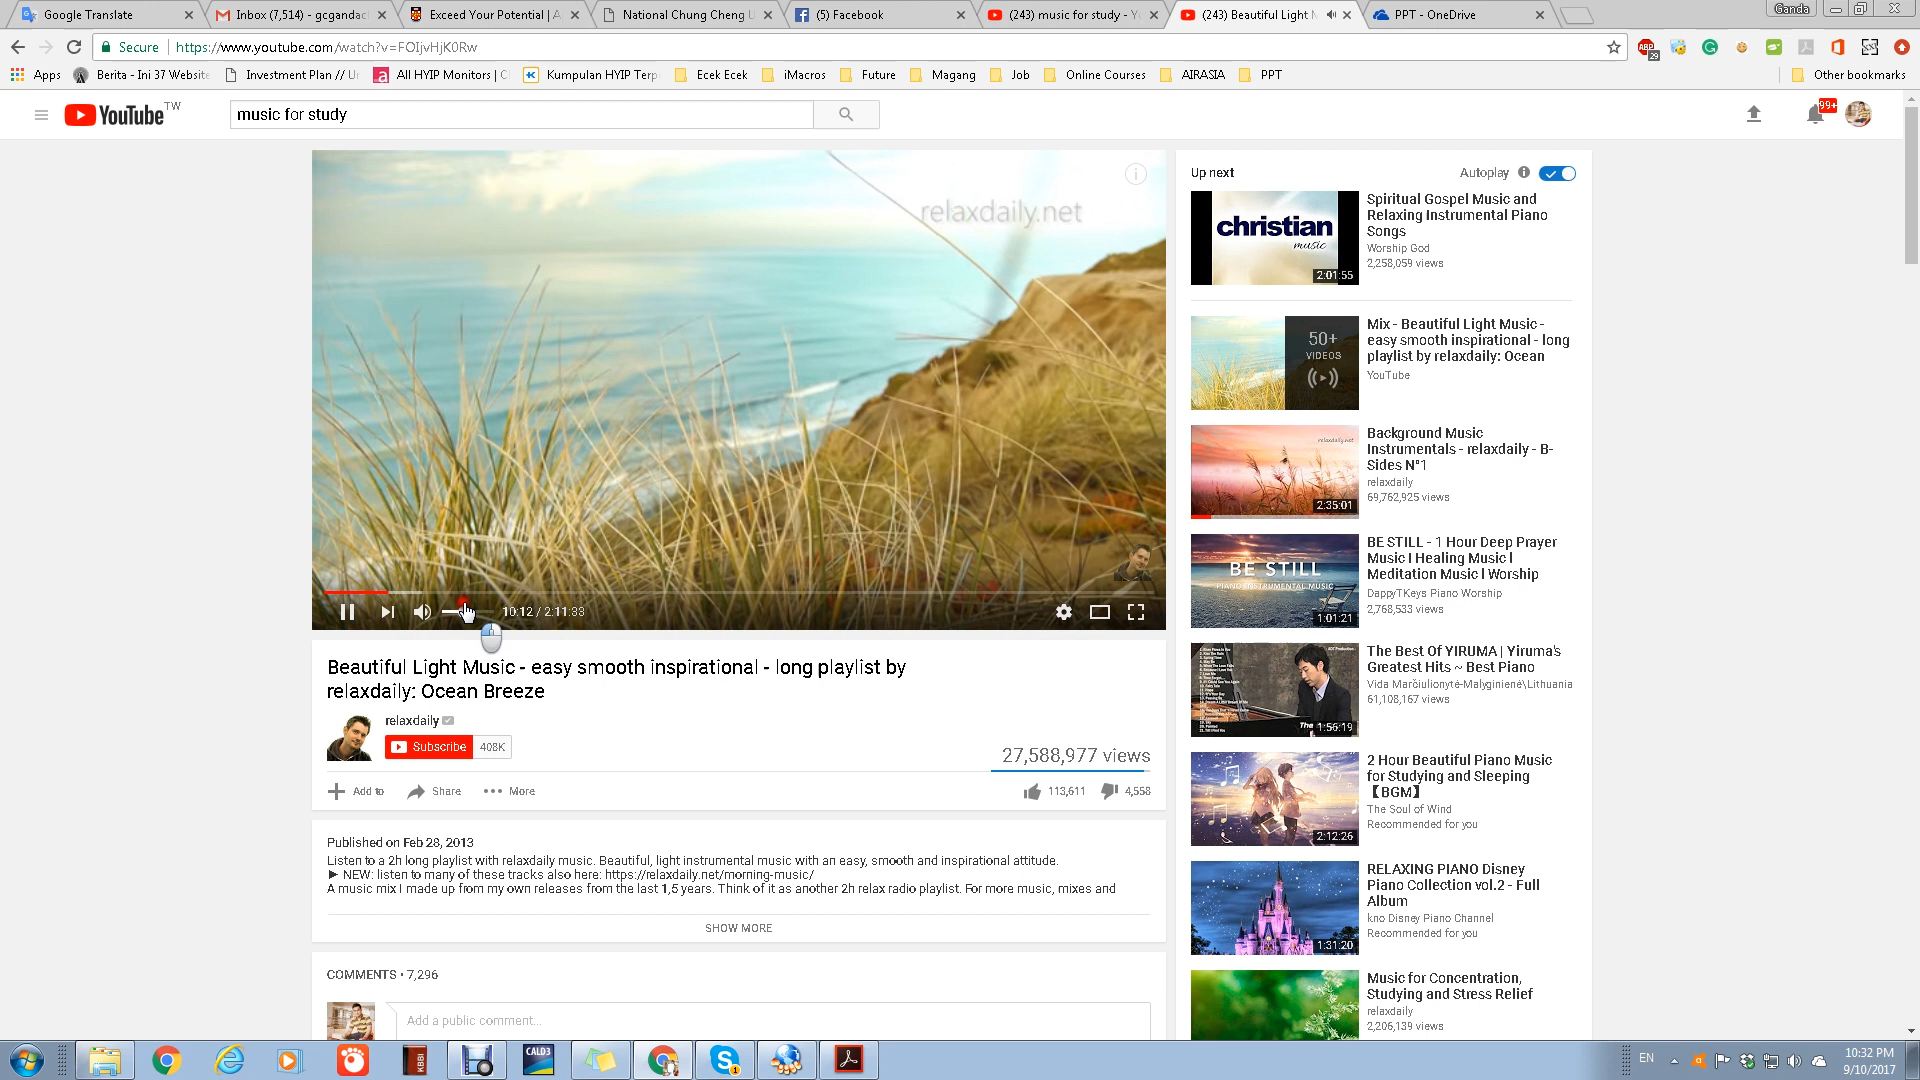 Google Translate
Inbox (7,514) - gcgandac
Exceed Your Potential | A
National Chung Cheng U
(5) Facebook
(243) music for study - Y
(243) Beautiful Light M
PPT - OneDrive
Ganda
Secure
https://www.youtube.com/watch?v=FOIjvHjK0Rw
ABP
29
Apps
Berita - Ini 37 Website
Investment Plan // Ur
All HYIP Monitors | C
Kumpulan HYIP Terp
Ecek Ecek
iMacros
Future
Magang
Job
Online Courses
AIRASIA
PPT
Other bookmarks
YouTube TW
music for study
99+
relaxdaily.net
10:12 / 2:11:33
Beautiful Light Music - easy smooth inspirational - long playlist by
relaxdaily: Ocean Breeze
relaxdaily
Subscribe 408K
27,588,977 views
Add to
Share
More
113,611
4,558
Published on Feb 28, 2013
Listen to a 2h long playlist with relaxdaily music. Beautiful, light instrumental music with an easy, smooth and inspirational attitude.
► NEW: listen to many of these tracks also here: https://relaxdaily.net/morning-music/
A music mix I made up from my own releases from the last 1,5 years. Think of it as another 2h relax radio playlist. For more music, mixes and
SHOW MORE
COMMENTS • 7,296
Add a public comment...
Up next
Autoplay
christian
music
2:01:55
Spiritual Gospel Music and
Relaxing Instrumental Piano
Songs
Worship God
2,258,059 views
50+
VIDEOS
Mix - Beautiful Light Music -
easy smooth inspirational - long
playlist by relaxdaily: Ocean
YouTube
relaxdaily.net
2:35:01
Background Music
Instrumentals - relaxdaily - B-
Sides N°1
relaxdaily
69,762,925 views
BE STILL
PIANO INSTRUMENTAL MUSIC
1:01:21
BE STILL - 1 Hour Deep Prayer
Music l Healing Music l
Meditation Music l Worship
DappyTKeys Piano Worship
2,768,533 views
The
1:56:19
The Best Of YIRUMA | Yiruma's
Greatest Hits ~ Best Piano
Vida Marčiulionytė-Malyginienė\Lithuania
61,108,167 views
2:12:26
2 Hour Beautiful Piano Music
for Studying and Sleeping
【BGM】
The Soul of Wind
Recommended for you
1:31:20
RELAXING PIANO Disney
Piano Collection vol.2 - Full
Album
kno Disney Piano Channel
Recommended for you
Music for Concentration,
Studying and Stress Relief
relaxdaily
2,206,139 views
KBBI
CALD3
EN
10:32 PM
9/10/2017